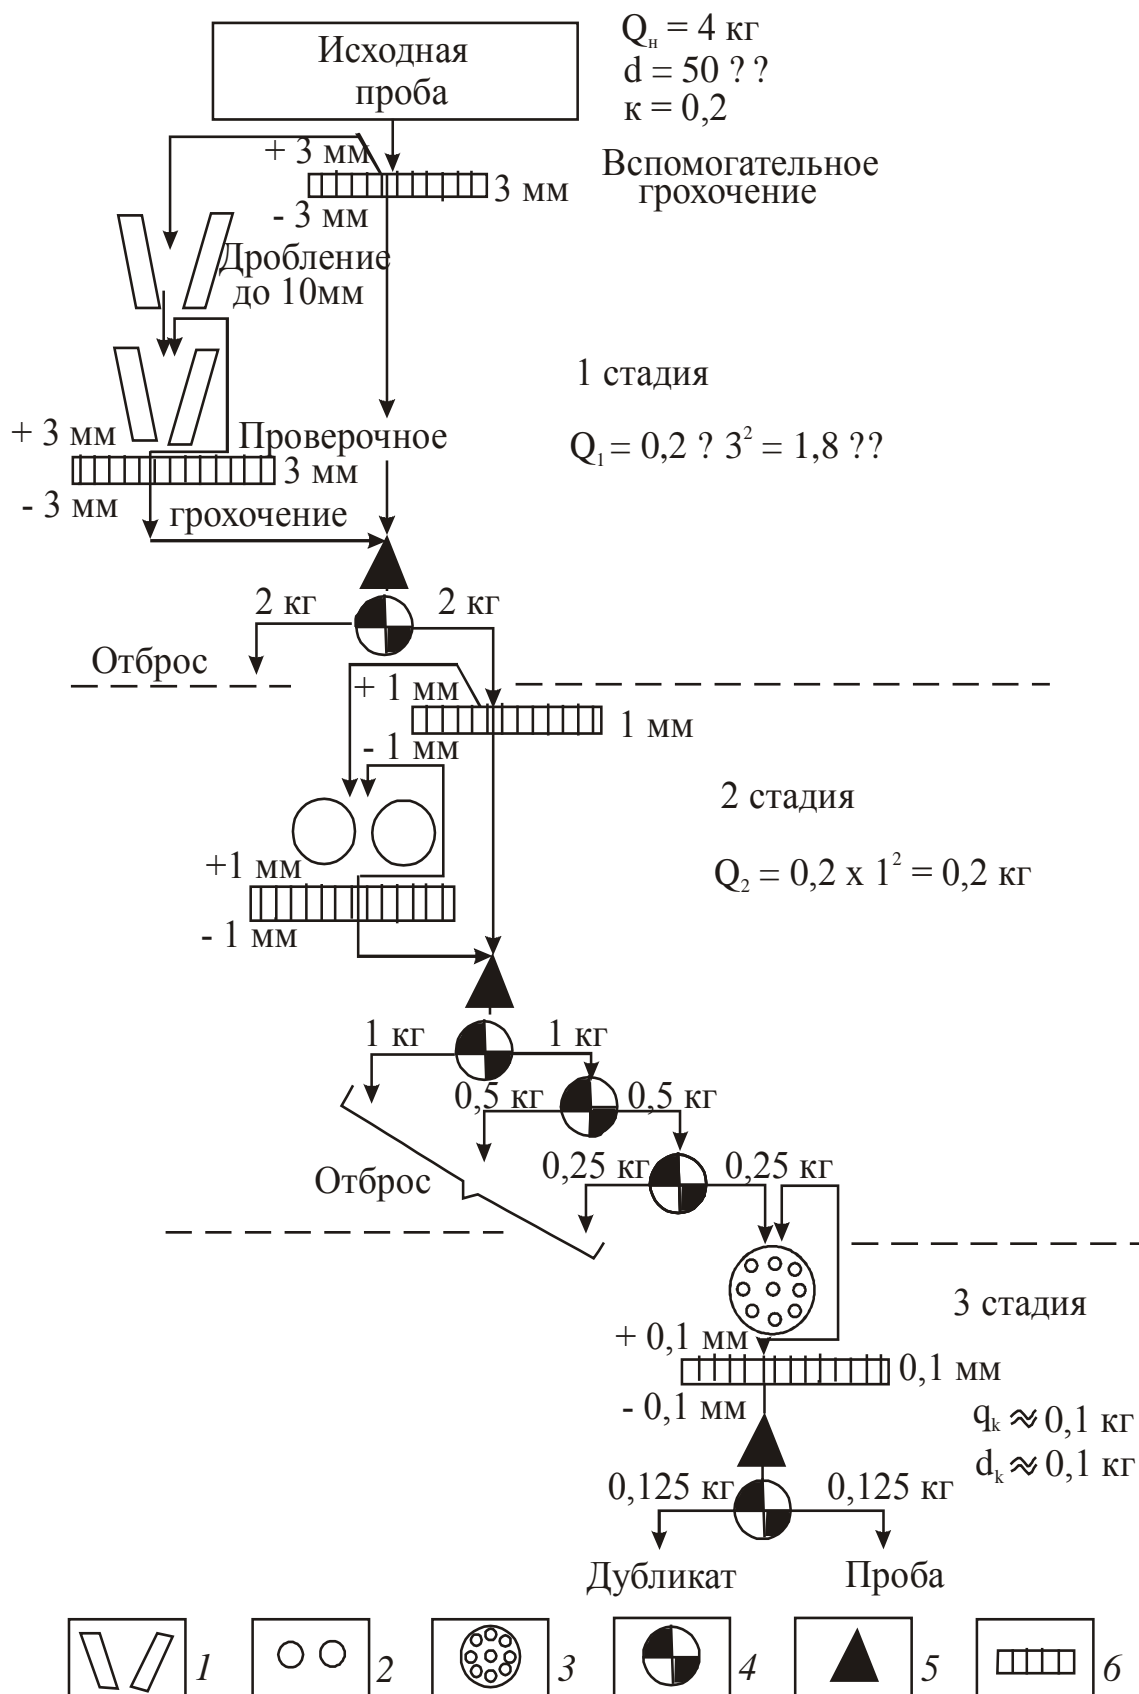 Исходная
проба
Qн = 4 кг
d = 50 ? ?
к = 0,2
+ 3 мм
3 мм
- 3 мм
Вспомогательное
грохочение
Дробление
до 10мм
1 стадия
+ 3 мм
Проверочное
3 мм
- 3 мм
грохочение
Q₁ = 0,2 ? 3² = 1,8 ??
2 кг
2 кг
Отброс
+ 1 мм
1 мм
- 1 мм
2 стадия
+1 мм
- 1 мм
Q₂ = 0,2 x 1² = 0,2 кг
1 кг
1 кг
0,5 кг
0,5 кг
0,25 кг
0,25 кг
Отброс
3 стадия
+ 0,1 мм
0,1 мм
- 0,1 мм
qk ≈ 0,1 кг
dk ≈ 0,1 кг
0,125 кг
0,125 кг
Дубликат
Проба
1
2
3
4
5
6